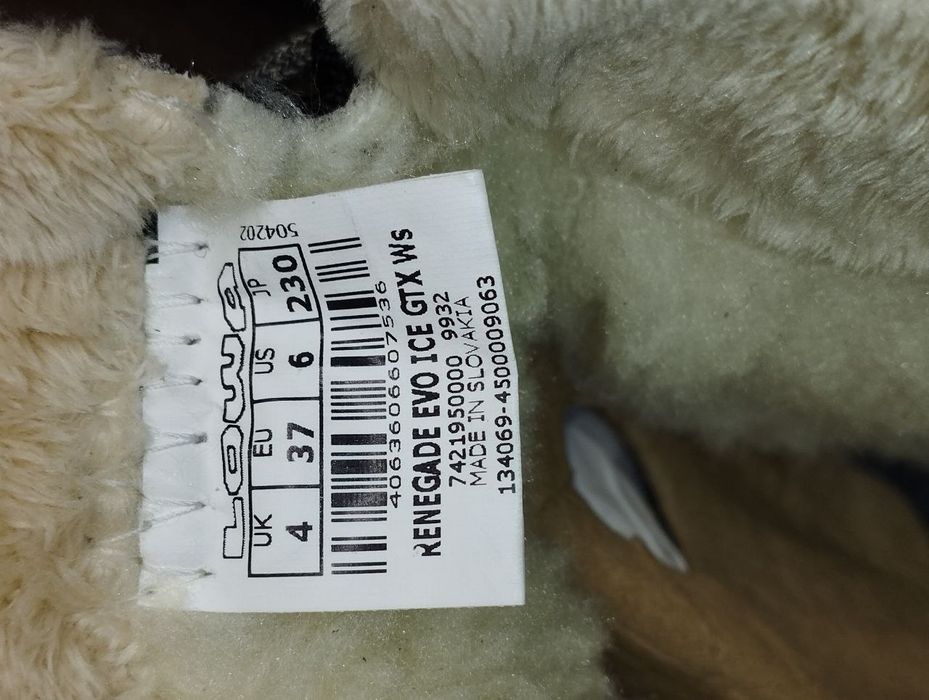 LOWA
UK EU US JP
4 37 6 230
504202
4063606607536
RENEGADE EVO ICE GTX Ws
7421950000 9932
MADE IN SLOVAKIA
134069-4500009063